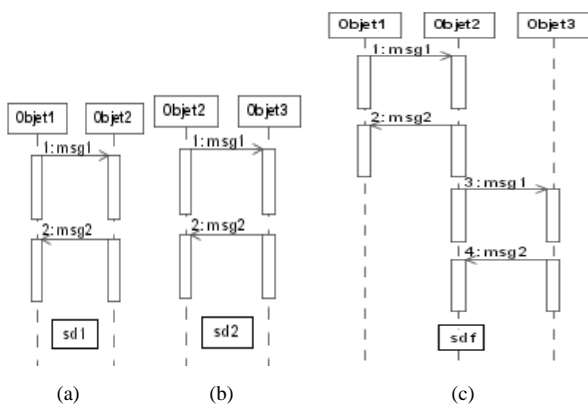 Objet1 Objet2
1:msg1
2:msg2
sd1
(a)
Objet2 Objet3
1:msg1
2:msg2
sd2
(b)
Objet1 Objet2 Objet3
1:msg1
2:msg2
3:msg1
4:msg2
sdf
(c)